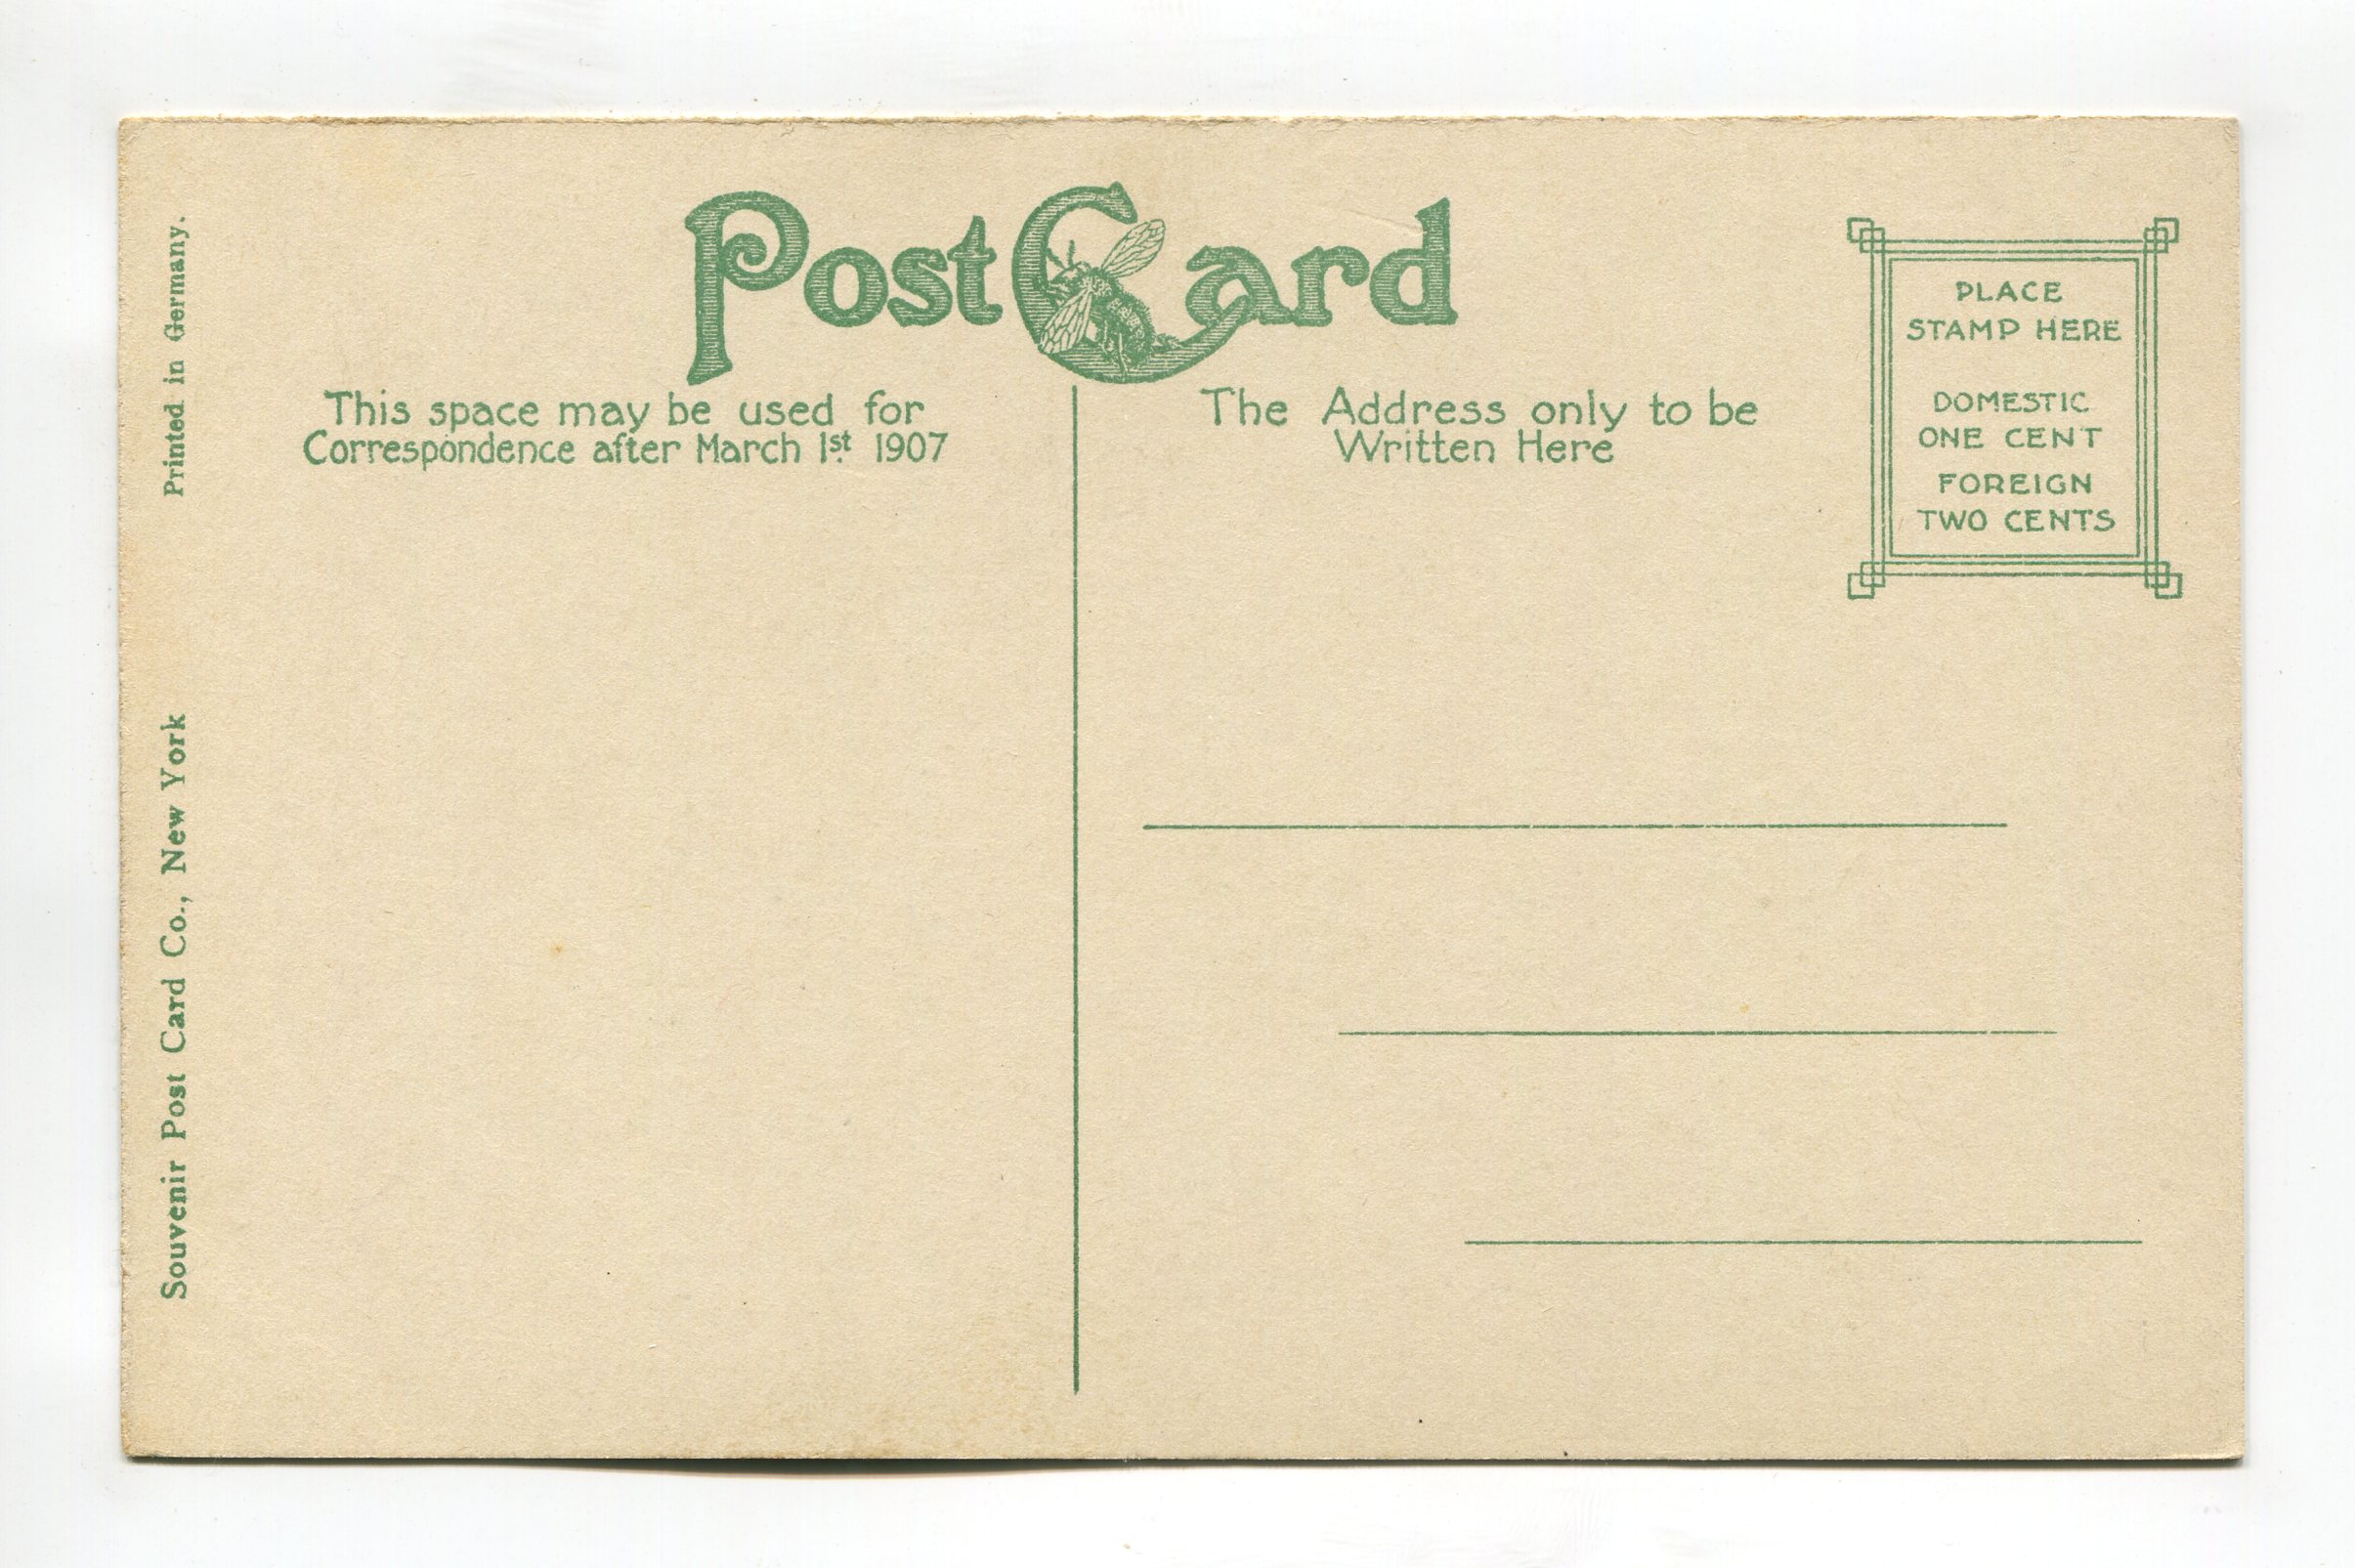 Post Card
This space may be used for
Correspondence after March 1st 1907
The Address only to be
Written Here
PLACE
STAMP HERE
DOMESTIC
ONE CENT
FOREIGN
TWO CENTS
Printed in Germany.
Souvenir Post Card Co., New York